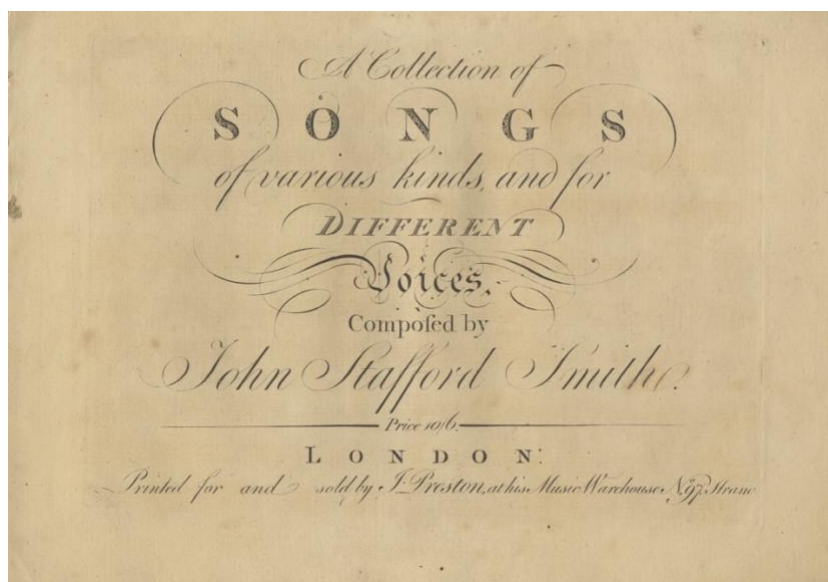 A Collection of
SONGS
of various kinds, and for
DIFFERENT
Voices.
Compoſed by
John Stafford Smith.
Price 10/6.
LONDON:
Printed for and sold by J. Preston, at his Music Warehouse No. 97, Strand